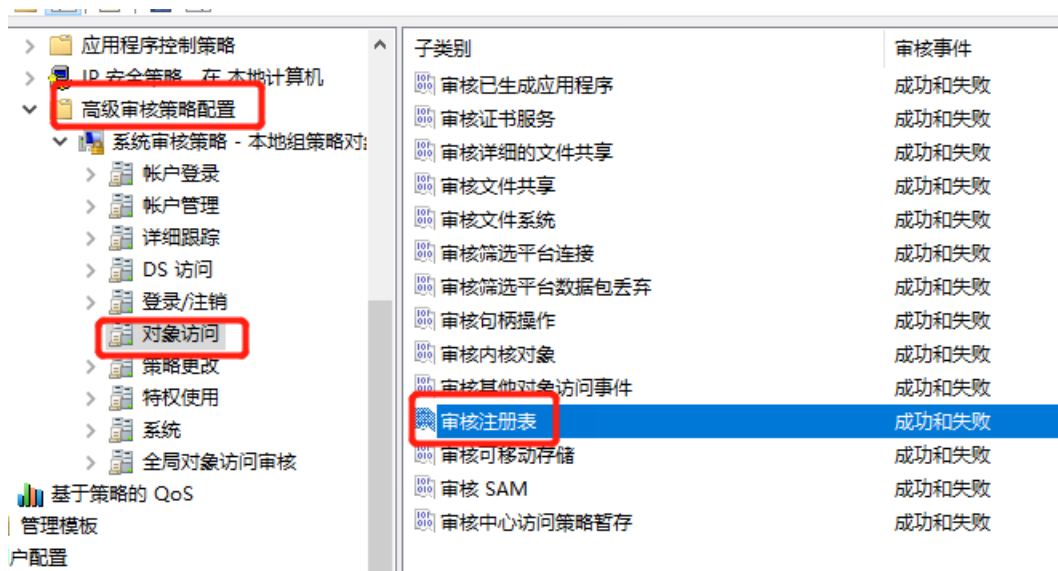 应用程序控制策略
IP 安全策略，在 本地计算机
高级审核策略配置
系统审核策略 - 本地组策略对
帐户登录
帐户管理
详细跟踪
DS 访问
登录/注销
对象访问
策略更改
特权使用
系统
全局对象访问审核
基于策略的 QoS
管理模板
户配置
子类别 审核事件
审核已生成应用程序 成功和失败
审核证书服务 成功和失败
审核详细的文件共享 成功和失败
审核文件共享 成功和失败
审核文件系统 成功和失败
审核筛选平台连接 成功和失败
审核筛选平台数据包丢弃 成功和失败
审核句柄操作 成功和失败
审核内核对象 成功和失败
审核其他对象访问事件 成功和失败
审核注册表 成功和失败
审核可移动存储 成功和失败
审核 SAM 成功和失败
审核中心访问策略暂存 成功和失败